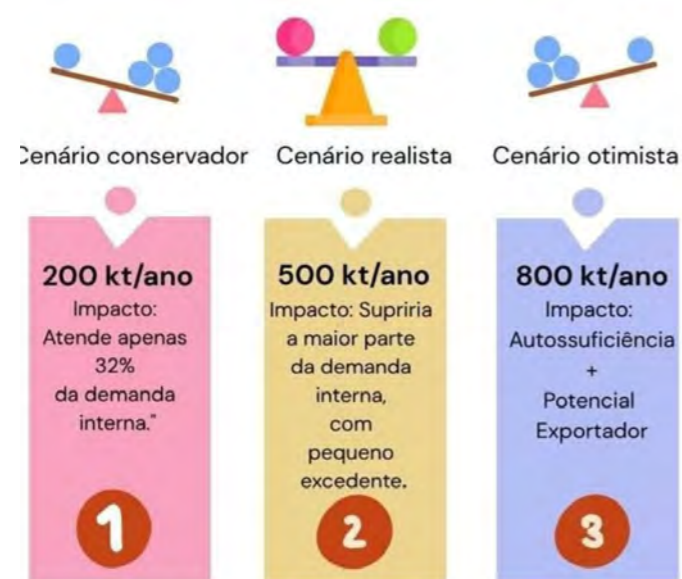 Cenário conservador
200 kt/ano
Impacto:
Atende apenas
32%
da demanda
interna."
1
Cenário realista
500 kt/ano
Impacto: Supriria
a maior parte
da demanda
interna,
com
pequeno
excedente.
2
Cenário otimista
800 kt/ano
Impacto:
Autossuficiência
+
Potencial
Exportador
3